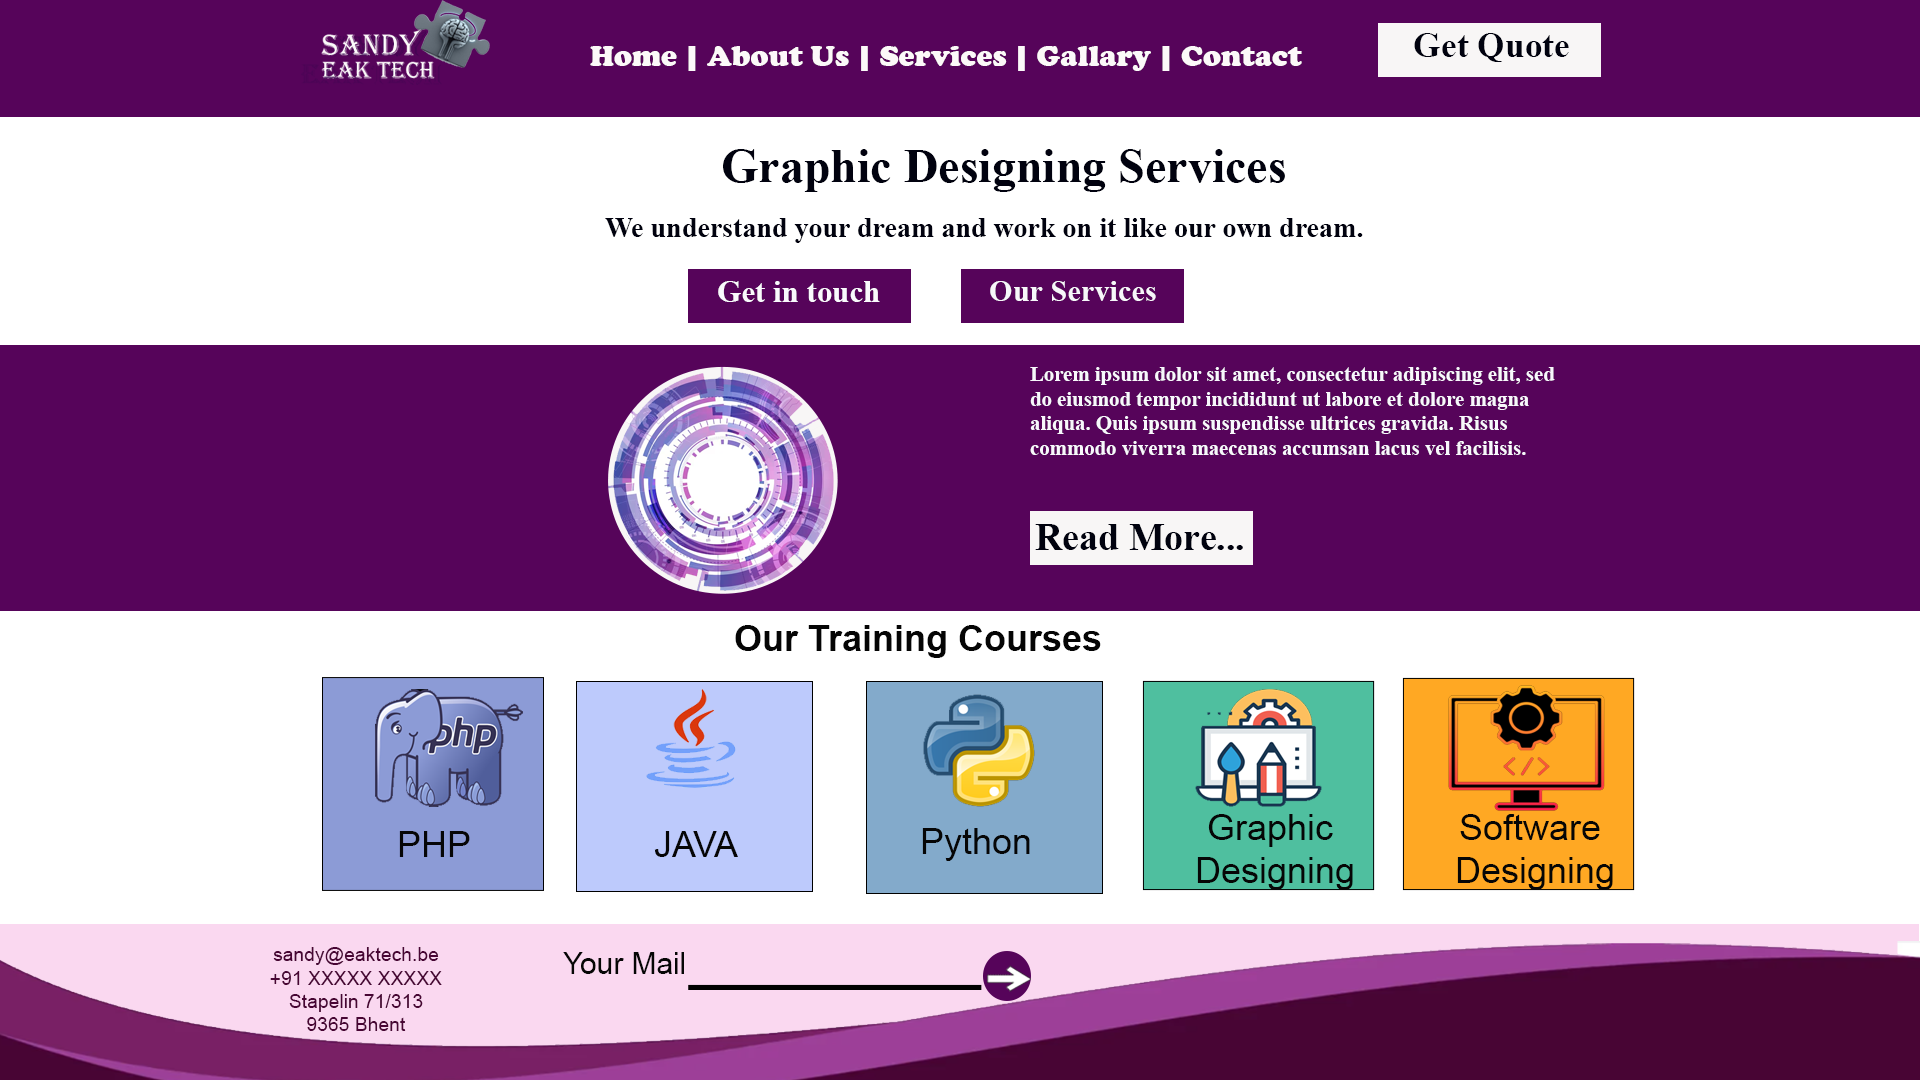 SANDY
EAK TECH
Home | About Us | Services | Gallary | Contact
Get Quote
Graphic Designing Services
We understand your dream and work on it like our own dream.
Get in touch
Our Services
Lorem ipsum dolor sit amet, consectetur adipiscing elit, sed
do eiusmod tempor incididunt ut labore et dolore magna
aliqua. Quis ipsum suspendisse ultrices gravida. Risus
commodo viverra maecenas accumsan lacus vel facilisis.
Read More...
Our Training Courses
php
PHP
JAVA
Python
Graphic
Designing
</>
Software
Designing
sandy@eaktech.be
+91 XXXXX XXXXX
Stapelin 71/313
9365 Bhent
Your Mail